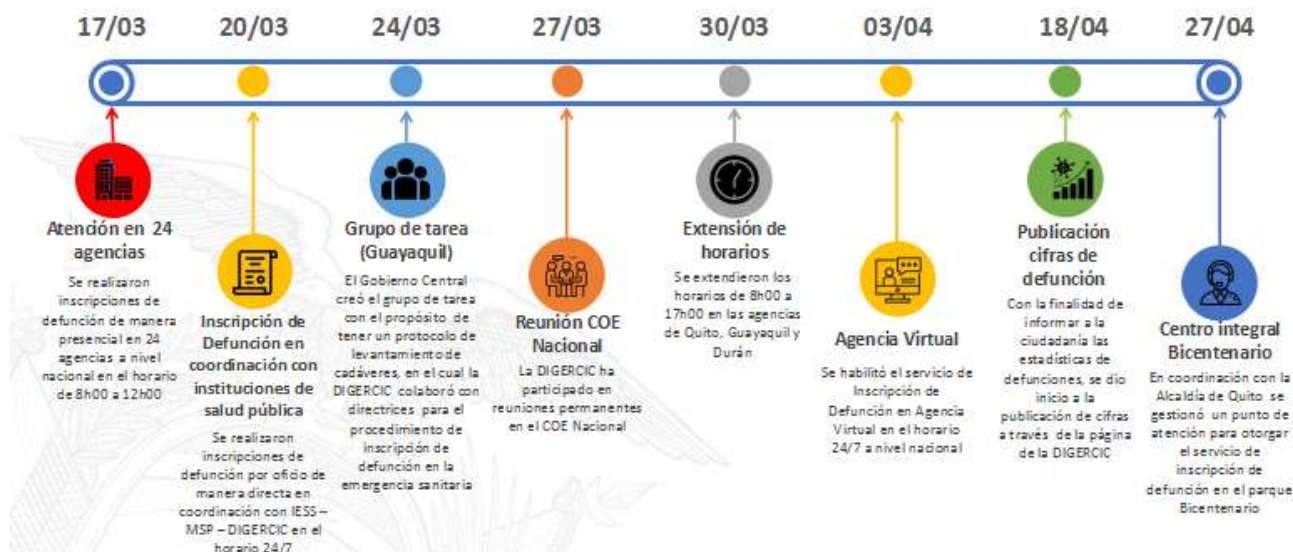 17/03
20/03
24/03
27/03
30/03
03/04
18/04
27/04
Atención en 24
agencias
Se realizaron
inscripciones de
defunción de manera
presencial en 24
agencias a nivel
nacional en el horario
de 8h00 a 12h00
Inscripción de
Defunción en
coordinación con
instituciones de
salud pública
Se realizaron
inscripciones de
defunción por oficio de
manera directa en
coordinación con IESS –
MSP – DIGERCIC en el
horario 24/7
Grupo de tarea
(Guayaquil)
El Gobierno Central
creó el grupo de tarea
con el propósito de
tener un protocolo de
levantamiento de
cadáveres, en el cual la
DIGERCIC colaboró con
directrices para el
procedimiento de
inscripción de
defunción en la
emergencia sanitaria
Reunión COE
Nacional
La DIGERCIC ha
participado en
reuniones permanentes
en el COE Nacional
Extensión de
horarios
Se extendieron los
horarios de 8h00 a
17h00 en las agencias
de Quito, Guayaquil y
Durán
Agencia Virtual
Se habilitó el servicio de
Inscripción de
Defunción en Agencia
Virtual en el horario
24/7 a nivel nacional
Publicación
cifras de
defunción
Con la finalidad de
informar a la
ciudadanía las
estadísticas de
defunciones, se dio
inicio a la
publicación de cifras
a través de la página
de la DIGERCIC
Centro integral
Bicentenario
En coordinación con la
Alcaldía de Quito se
gestionó un punto de
atención para otorgar
el servicio de
inscripción de
defunción en el parque
Bicentenario